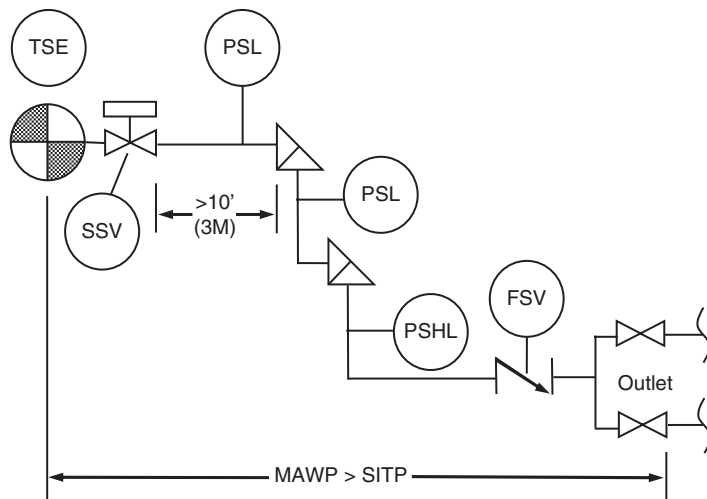 TSE
PSL
SSV
>10'
(3M)
PSL
PSHL
FSV
Outlet
MAWP > SITP